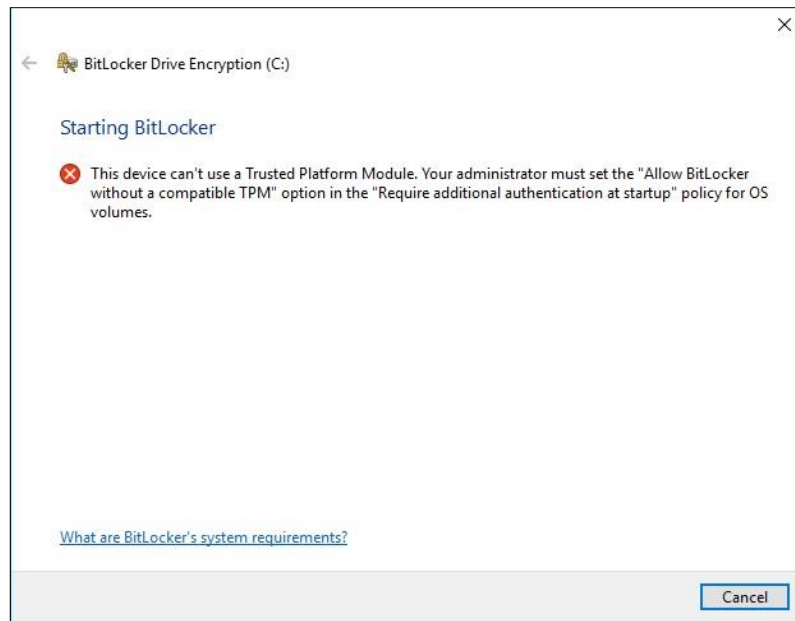 BitLocker Drive Encryption (C:)
Starting BitLocker
This device can't use a Trusted Platform Module. Your administrator must set the "Allow BitLocker
without a compatible TPM" option in the "Require additional authentication at startup" policy for OS
volumes.
What are BitLocker's system requirements?
Cancel